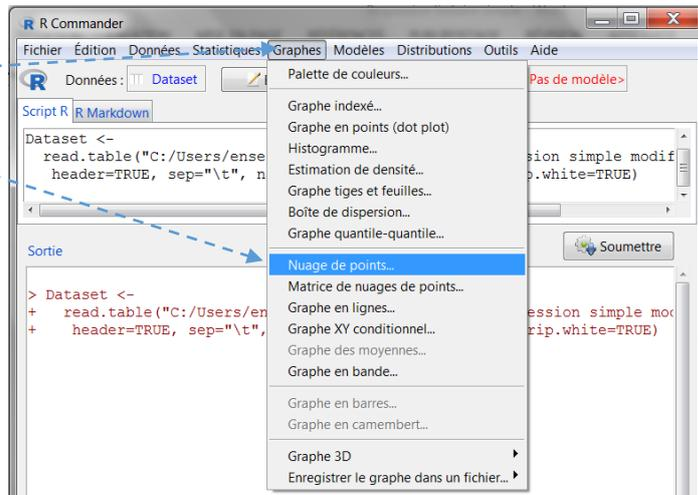 R Commander
Fichier Édition Données Statistiques Graphes Modèles Distributions Outils Aide
Données : Dataset
Pas de modèle>
Script R R Markdown
Palette de couleurs...
Graphe indexé...
Graphe en points (dot plot)
Histogramme...
Estimation de densité...
Graphe tiges et feuilles...
Boîte de dispersion...
Graphe quantile-quantile...
Nuage de points...
Matrice de nuages de points...
Graphe en lignes...
Graphe XY conditionnel...
Graphe des moyennes...
Graphe en bande...
Graphe en barres...
Graphe en camembert...
Graphe 3D
Enregistrer le graphe dans un fichier...
Dataset <-
read.table("C:/Users/ense sion simple modif
header=TRUE, sep="\t", n p.white=TRUE)
Sortie
Soumettre
> Dataset <-
+ read.table("C:/Users/en ession simple mod
+ header=TRUE, sep="\t", rip.white=TRUE)